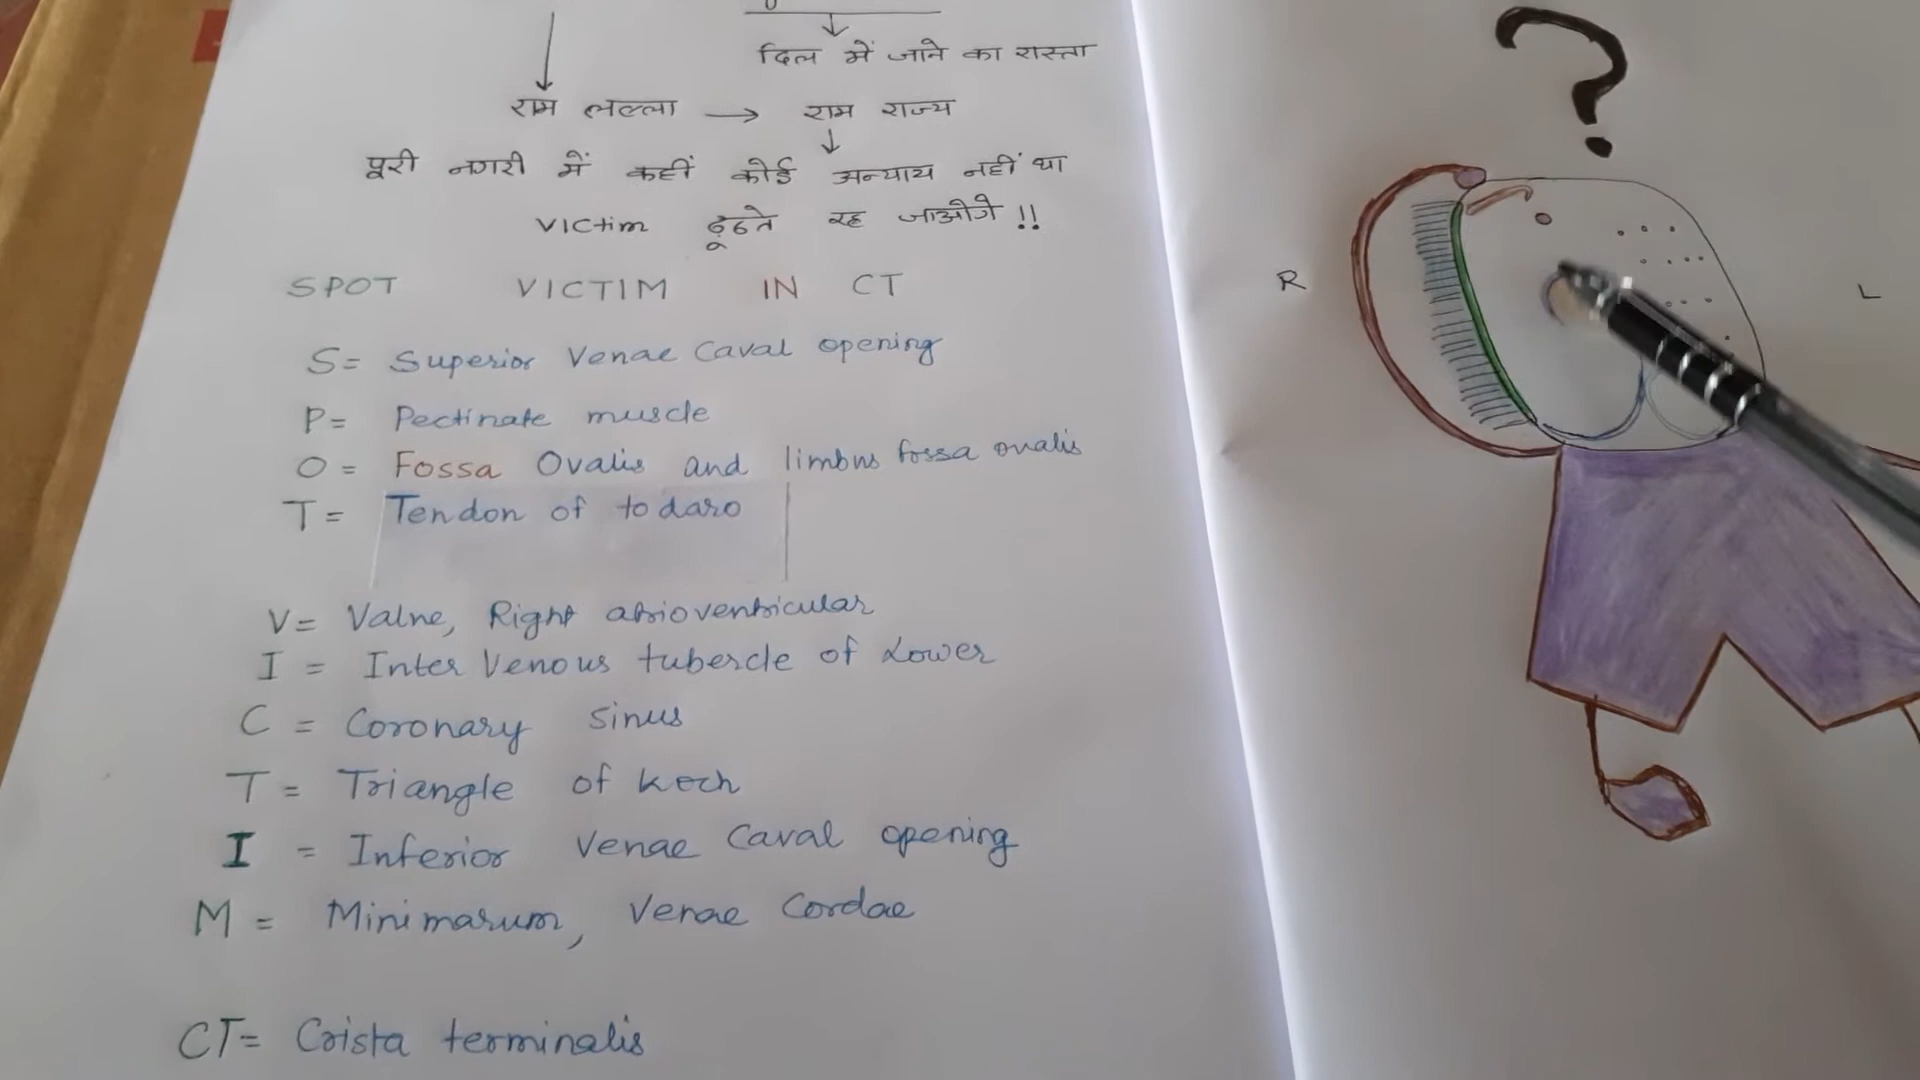 दिल में जाने का रास्ता
राम लल्ला → राम राज्य
पूरी नगरी में कहीं कोई अन्याय नहीं था
Victim ढूढते रह जाओगे !!
SPOT VICTIM IN CT
S= Superior Venae Caval opening
P= Pectinate muscle
O= Fossa Ovalis and limbus fossa ovalis
T= Tendon of todaro
V= Valve, Right atrioventricular
I = Inter Venous tubercle of Lower
C = Coronary sinus
T= Triangle of Koch
I = Inferior Venae Caval opening
M = Minimarum, Venae Cordae
CT= Crista terminalis
?
R
L